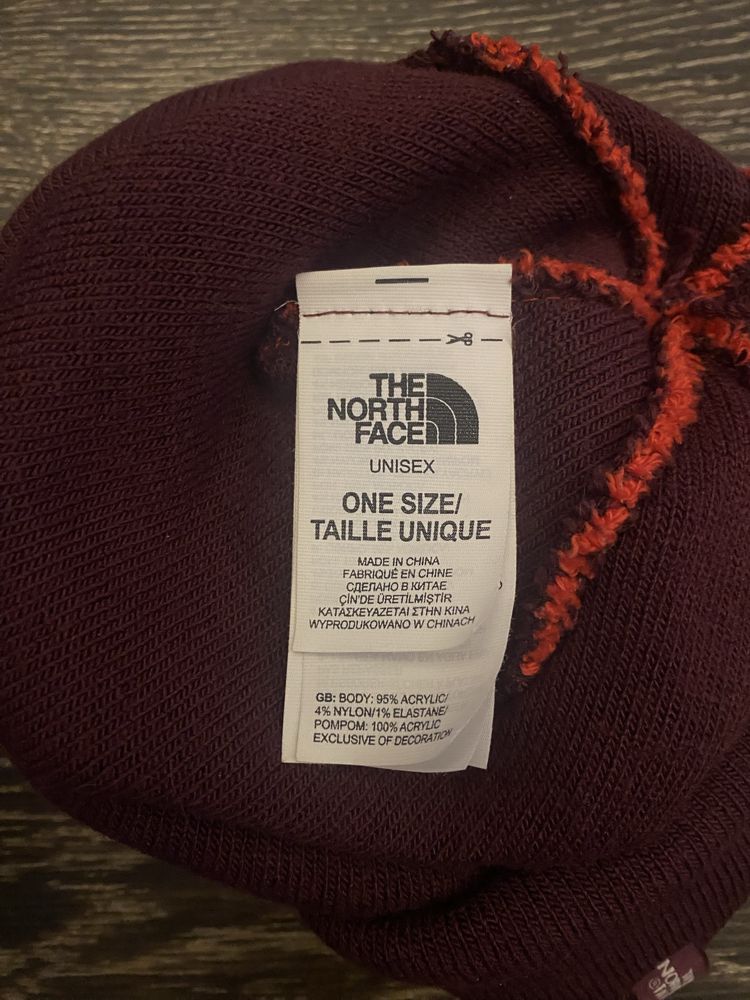 THE
NORTH
FACE
UNISEX
ONE SIZE/
TAILLE UNIQUE
MADE IN CHINA
FABRIQUÉ EN CHINE
СДЕЛАНО В КИТАЕ
ÇİN'DE ÜRETİLMİŞTİR
ΚΑΤΑΣΚΕΥΑΖΕΤΑΙ ΣΤΗΝ ΚΙΝΑ
WYPRODUKOWANO W CHINACH
GB: BODY: 95% ACRYLIC/
4% NYLON/1% ELASTANE/
POMPOM: 100% ACRYLIC
EXCLUSIVE OF DECORATION